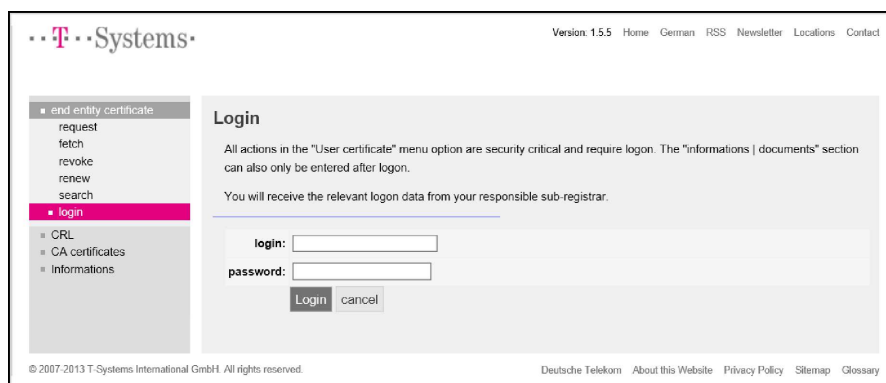 T Systems
Version: 1.5.5 Home German RSS Newsletter Locations Contact
end entity certificate
request
fetch
revoke
renew
search
login
CRL
CA certificates
Informations
Login
All actions in the "User certificate" menu option are security critical and require logon. The "informations | documents" section
can also only be entered after logon.
You will receive the relevant logon data from your responsible sub-registrar.
login:
password:
Login cancel
© 2007-2013 T-Systems International GmbH. All rights reserved.
Deutsche Telekom About this Website Privacy Policy Sitemap Glossary